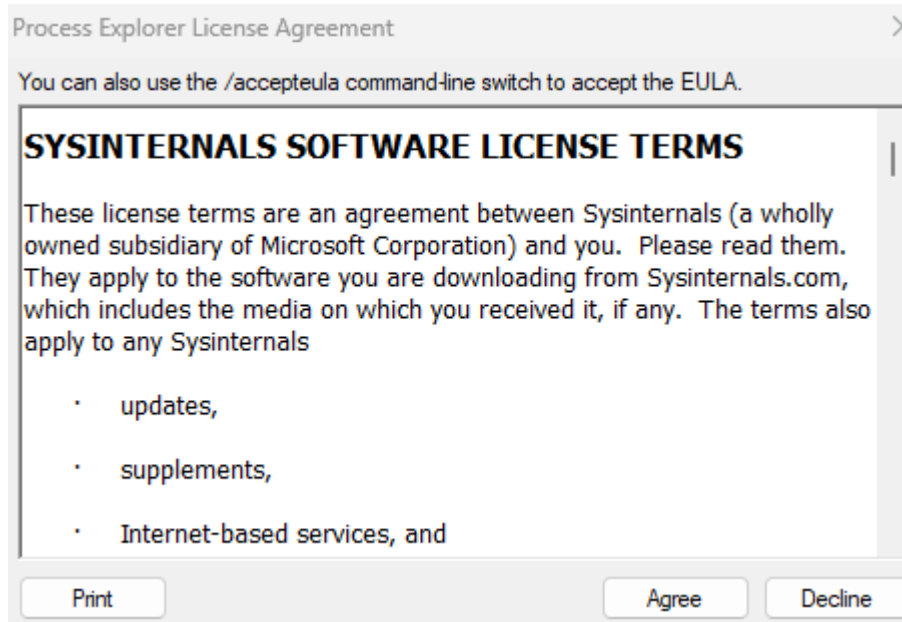 Process Explorer License Agreement
You can also use the /accepteula command-line switch to accept the EULA.
SYSINTERNALS SOFTWARE LICENSE TERMS
These license terms are an agreement between Sysinternals (a wholly
owned subsidiary of Microsoft Corporation) and you.  Please read them.
They apply to the software you are downloading from Sysinternals.com,
which includes the media on which you received it, if any.  The terms also
apply to any Sysinternals
· updates,
· supplements,
· Internet-based services, and
Print Agree Decline